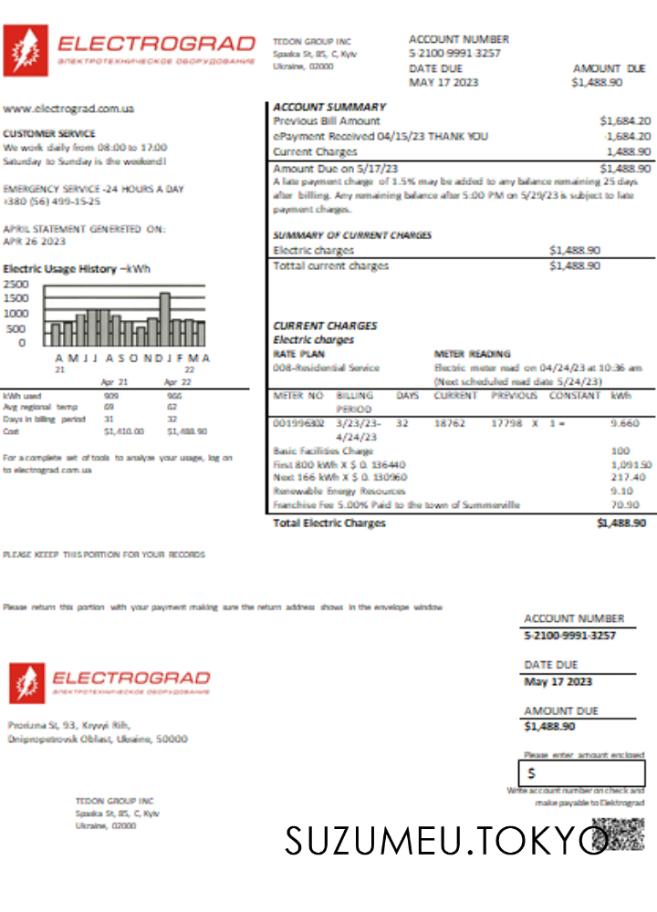 ELECTROGRAD
ЭЛЕКТРОТЕХНИЧЕСКОЕ ОБОРУДОВАНИЕ
TEDON GROUP INC
Spaska St, 85, C, Kyiv
Ukraine, 02000
ACCOUNT NUMBER
5-2100-9991-3257
DATE DUE AMOUNT DUE
MAY 17 2023 $1,488.90
www.electrograd.com.ua
CUSTOMER SERVICE
We work daily from 08:00 to 17:00
Saturday to Sunday is the weekend!
EMERGENCY SERVICE -24 HOURS A DAY
+380 (56) 499-15-25
APRIL STATEMENT GENERETED ON:
APR 26 2023
Electric Usage History –kWh
2500
1500
1000
500
0
A M J J A S O N D J F M A
21 22
Apr 21 Apr 22
kWh used 909 966
Avg regional temp 69 62
Days in billing period 31 32
Cost $1,410.00 $1,488.90
For a complete set of tools to analyze your usage, log on
to electrograd.com.ua
ACCOUNT SUMMARY
Previous Bill Amount $1,684.20
ePayment Received 04/15/23 THANK YOU -1,684.20
Current Charges 1,488.90
Amount Due on 5/17/23 $1,488.90
A late payment charge of 1.5% may be added to any balance remaining 25 days
after billling. Any remaining balance after 5:00 PM on 5/29/23 is subject to late
payment charges.
SUMMARY OF CURRENT CHARGES
Electric charges $1,488.90
Tottal current charges $1,488.90
CURRENT CHARGES
Electric charges
RATE PLAN METER READING
008-Residential Service Electric meter read on 04/24/23 at 10:36 am
(Next scheduled read date 5/24/23)
METER NO BILLING DAYS CURRENT PREVIOUS CONSTANT kWh
PERIOD
001996302 3/23/23- 32 18762 17798 X 1 = 9.660
4/24/23
Basic Facilities Charge 100
First 800 kWh X $ 0. 136440 1,091.50
Next 166 kWh X $ 0. 130960 217.40
Renewable Energy Resources 9.10
Franchise Fee 5.00% Paid to the town of Summerville 70.90
Total Electric Charges $1,488.90
PLEASE KEEEP THIS PORTION FOR YOUR RECORDS
Please return this portion with your payment making sure the return address shows in the envelope window
ACCOUNT NUMBER
5-2100-9991-3257
DATE DUE
May 17 2023
AMOUNT DUE
$1,488.90
Please enter amount enclosed
$
Write account number on check and
make payable to Elektrograd
ELECTROGRAD
ЭЛЕКТРОТЕХНИЧЕСКОЕ ОБОРУДОВАНИЕ
Prorizna St, 93, Kryvyi Rih,
Dnipropetrovsk Oblast, Ukraine, 50000
TEDON GROUP INC
Spaska St, 85, C, Kyiv
Ukraine, 02000
SUZUMEU.TOKYO